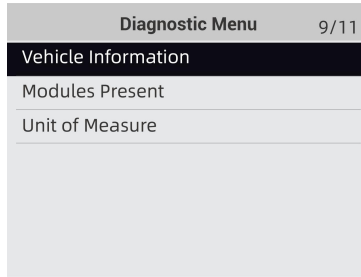 Diagnostic Menu 9/11
Vehicle Information
Modules Present
Unit of Measure